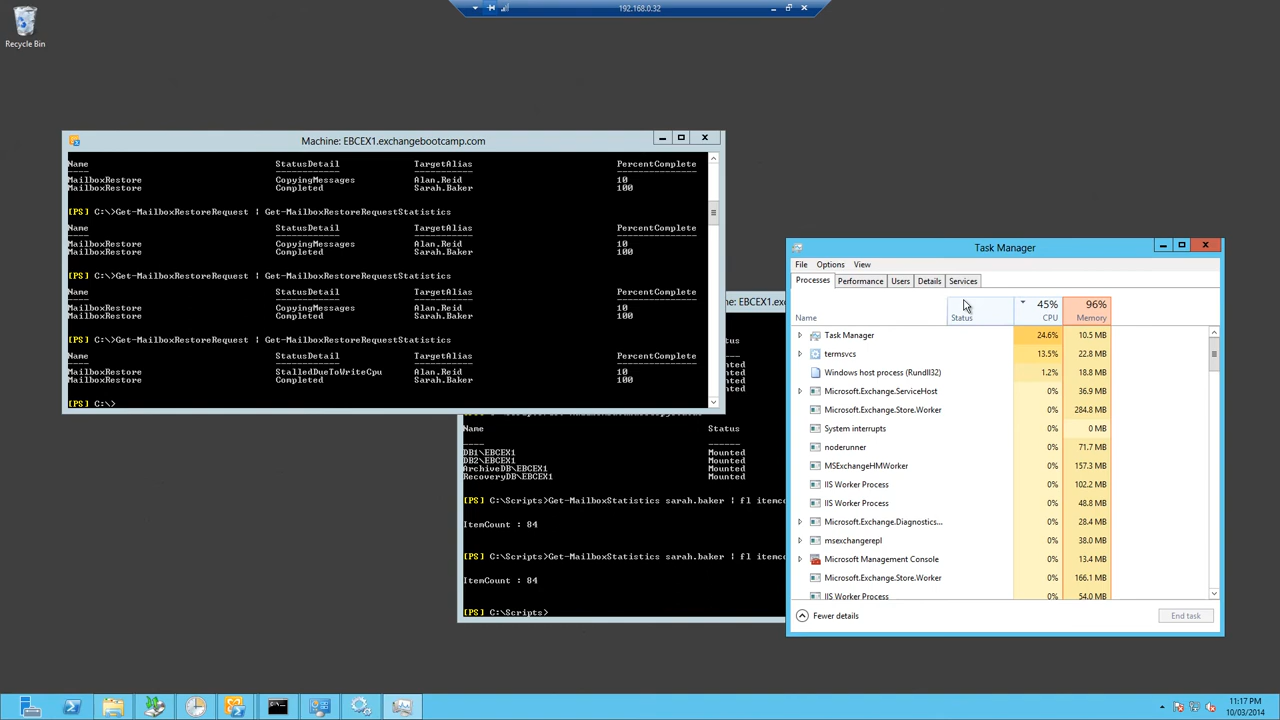 192.168.0.32
Recycle Bin
Machine: EBCEX1.exchangebootcamp.com
Name StatusDetail TargetAlias PercentComplete
MailboxRestore CopyingMessages Alan.Reid 10
MailboxRestore Completed Sarah.Baker 100
[PS] C:\>Get-MailboxRestoreRequest | Get-MailboxRestoreRequestStatistics
Name StatusDetail TargetAlias PercentComplete
MailboxRestore CopyingMessages Alan.Reid 10
MailboxRestore Completed Sarah.Baker 100
[PS] C:\>Get-MailboxRestoreRequest | Get-MailboxRestoreRequestStatistics
Name StatusDetail TargetAlias PercentComplete
MailboxRestore CopyingMessages Alan.Reid 10
MailboxRestore Completed Sarah.Baker 100
[PS] C:\>Get-MailboxRestoreRequest | Get-MailboxRestoreRequestStatistics
Name StatusDetail TargetAlias PercentComplete
MailboxRestore StalledDueToWriteCpu Alan.Reid 10
MailboxRestore Completed Sarah.Baker 100
[PS] C:\>
Name Status
DB1\EBCEX1 Mounted
DB2\EBCEX1 Mounted
ArchiveDB\EBCEX1 Mounted
RecoveryDB\EBCEX1 Mounted
[PS] C:\Scripts>Get-MailboxStatistics sarah.baker | fl itemco
ItemCount : 84
[PS] C:\Scripts>Get-MailboxStatistics sarah.baker | fl itemco
ItemCount : 84
[PS] C:\Scripts>
Task Manager
File Options View
Processes Performance Users Details Services
45% 96%
Name Status CPU Memory
Task Manager 24.6% 10.5 MB
termsvcs 13.5% 22.8 MB
Windows host process (Rundll32) 1.2% 18.8 MB
Microsoft.Exchange.ServiceHost 0% 36.9 MB
Microsoft.Exchange.Store.Worker 0% 284.8 MB
System interrupts 0% 0 MB
noderunner 0% 71.7 MB
MSExchangeHMWorker 0% 157.3 MB
IIS Worker Process 0% 102.2 MB
IIS Worker Process 0% 48.8 MB
Microsoft.Exchange.Diagnostics... 0% 28.4 MB
msexchangerepl 0% 38.0 MB
Microsoft Management Console 0% 13.4 MB
Microsoft.Exchange.Store.Worker 0% 166.1 MB
IIS Worker Process 0% 54.0 MB
Fewer details End task
11:17 PM
10/03/2014